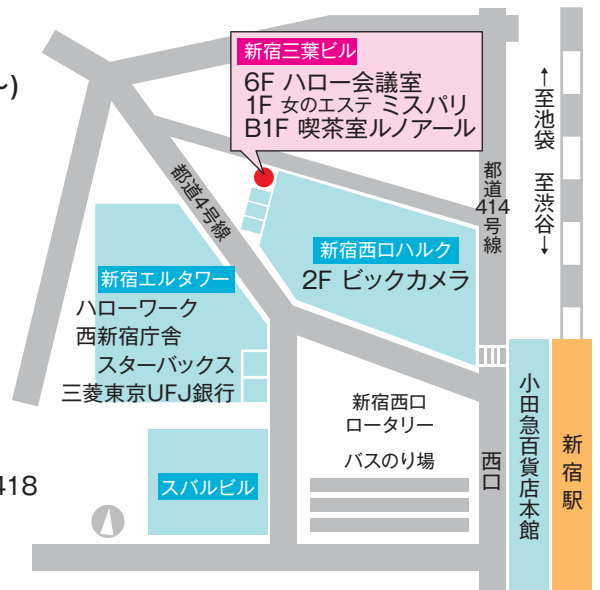 ～)
新宿三葉ビル
6F ハロー会議室
1F 女のエステ ミスパリ
B1F 喫茶室ルノアール
都道4号線
都道414号線
←至池袋 至渋谷→
新宿西口ハルク
2F ビックカメラ
新宿エルタワー
ハローワーク
西新宿庁舎
スターバックス
三菱東京UFJ銀行
新宿西口
ロータリー
バスのり場
西口
小田急百貨店本館
新宿駅
スバルビル
418